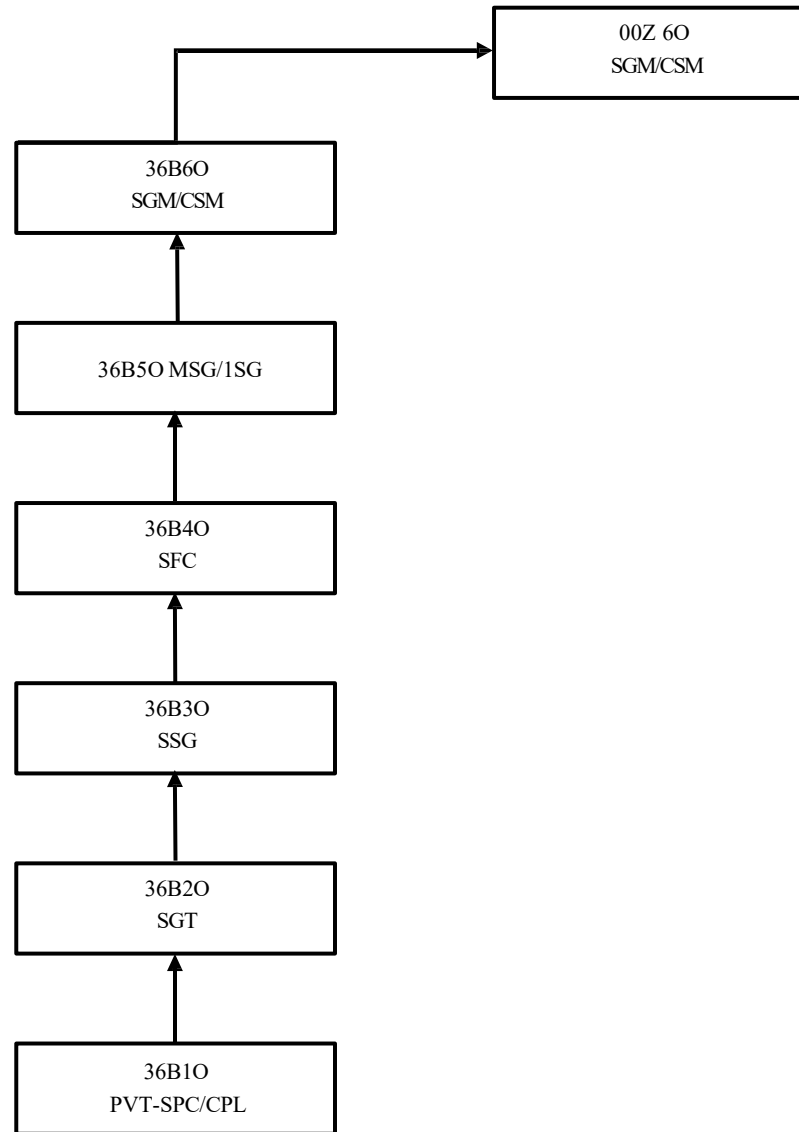 00Z 6O
SGM/CSM
36B6O
SGM/CSM
36B5O MSG/1SG
36B4O
SFC
36B3O
SSG
36B2O
SGT
36B1O
PVT-SPC/CPL